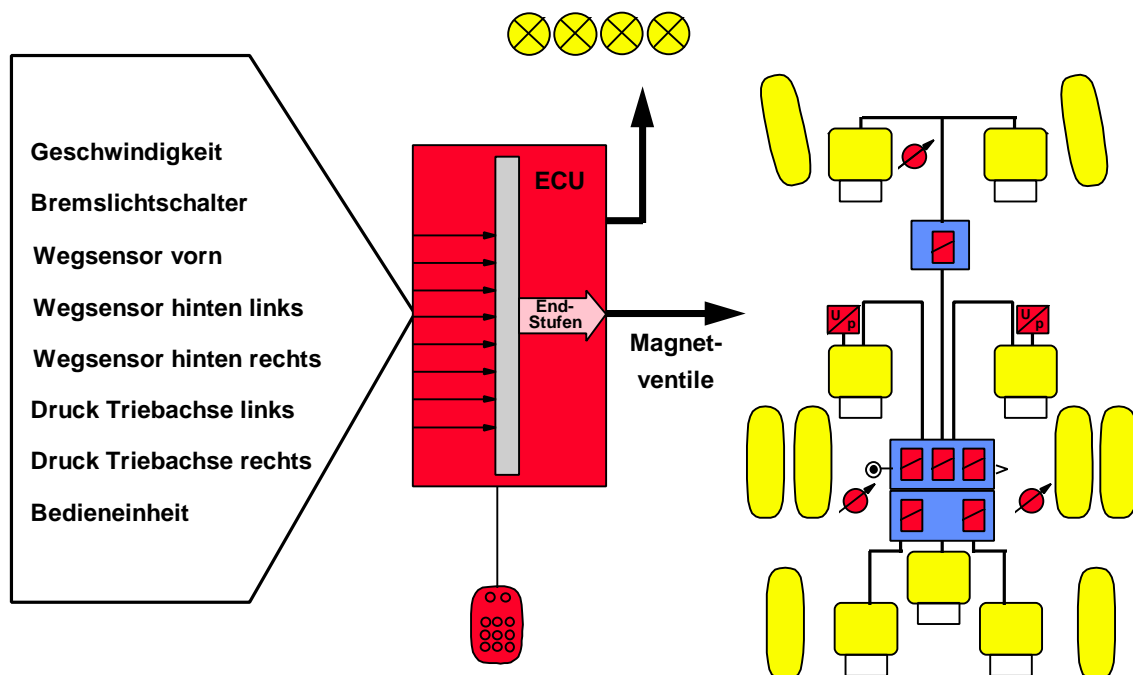 Geschwindigkeit
Bremslichtschalter
Wegsensor vorn
Wegsensor hinten links
Wegsensor hinten rechts
Druck Triebachse links
Druck Triebachse rechts
Bedieneinheit
ECU
End-
Stufen
Magnet-
ventile
U/p
U/p